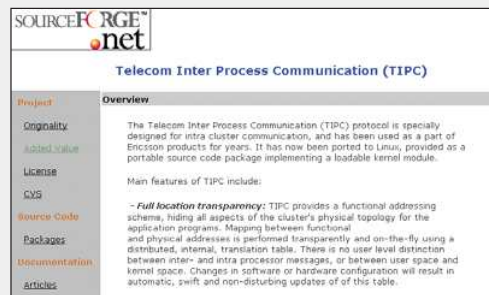 SOURCEFORGE™
.net
Telecom Inter Process Communication (TIPC)
Project
Originality
Added Value
License
CVS
Source Code
Packages
Documentation
Articles
Overview
The Telecom Inter Process Communication (TIPC) protocol is specially
designed for intra cluster communication, and has been used as a part of
Ericsson products for years. It has now been ported to Linux, provided as a
portable source code package implementing a loadable kernel module.
Main features of TIPC include:
- Full location transparency: TIPC provides a functional addressing
scheme, hiding all aspects of the cluster's physical topology for the
application programs. Mapping between functional
and physical addresses is performed transparently and on-the-fly using a
distributed, internal, translation table. There is no user level distinction
between inter- and intra processor messages, or between user space and
kernel space. Changes in software or hardware configuration will result in
automatic, swift and non-disturbing updates of of this table.